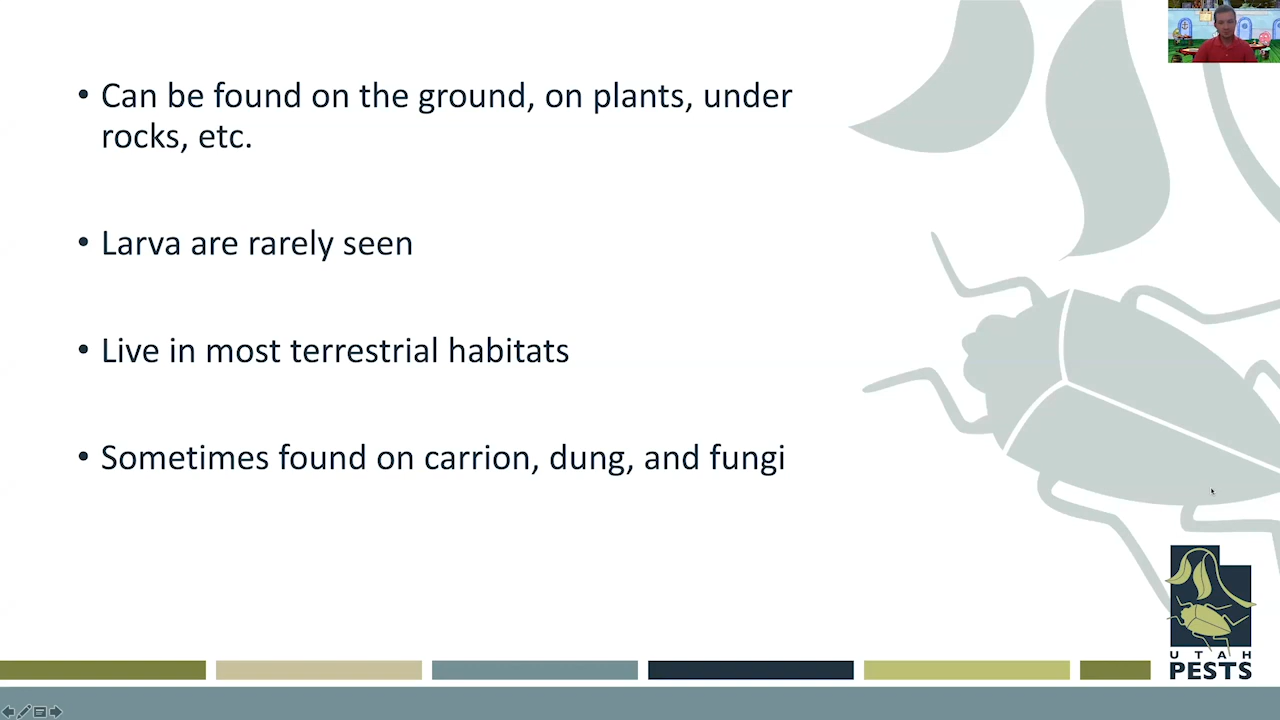 • Can be found on the ground, on plants, under
rocks, etc.
• Larva are rarely seen
• Live in most terrestrial habitats
• Sometimes found on carrion, dung, and fungi
UTAH
PESTS